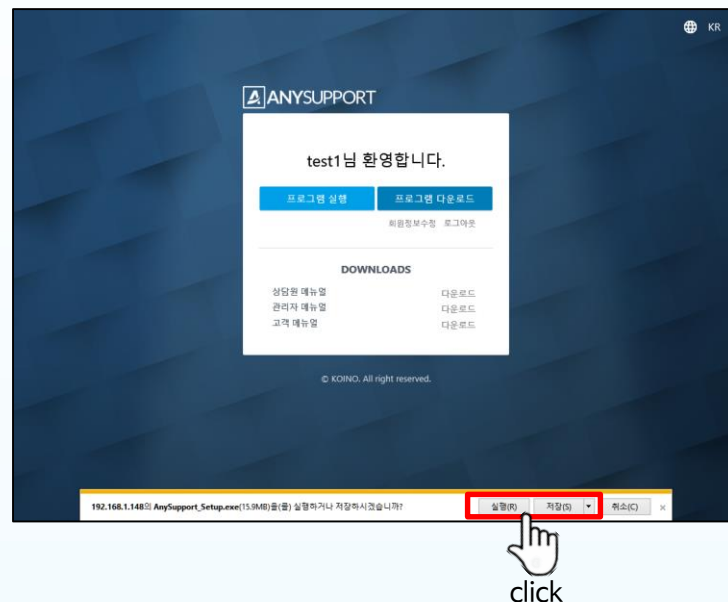 KR
ANYSUPPORT
test1님 환영합니다.
프로그램 실행 프로그램 다운로드
회원정보수정 로그아웃
DOWNLOADS
상담원 메뉴얼 다운로드
관리자 메뉴얼 다운로드
고객 메뉴얼 다운로드
© KOINO. All right reserved.
192.168.1.148의 AnySupport_Setup.exe(15.9MB)을(를) 실행하거나 저장하시겠습니까? 실행(R) 저장(S) 취소(C) ×
click